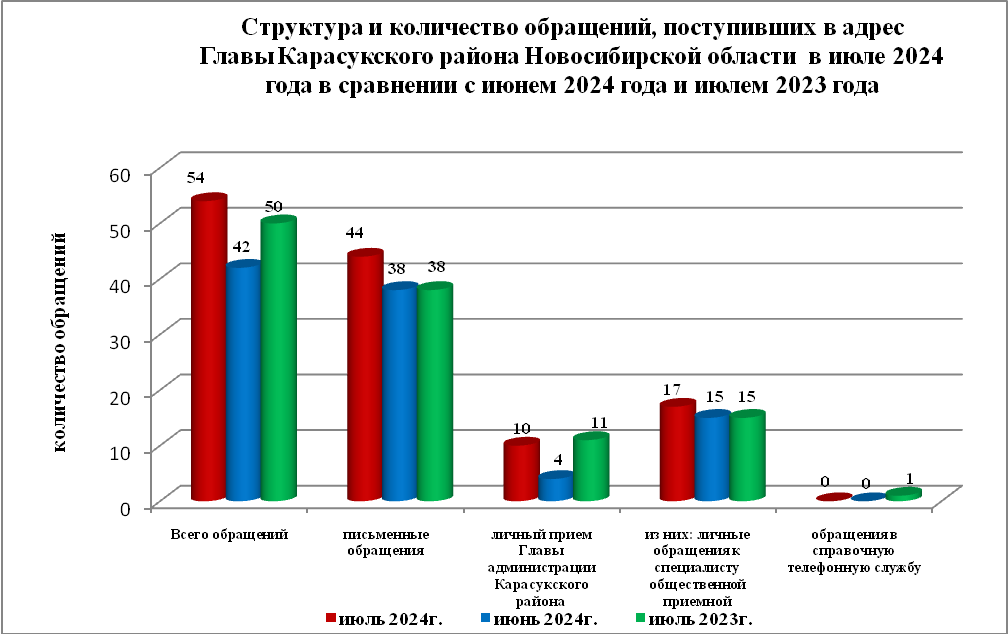 Структура и количество обращений, поступивших в адрес
Главы Карасукского района Новосибирской области в июле 2024
года в сравнении с июнем 2024 года и июлем 2023 года
количество обращений
60
50
40
30
20
10
0
54
42
50
44
38
38
10
4
11
17
15
15
0
0
1
Всего обращений
письменные
обращения
личный прием
Главы
администрации
Карасукского
района
из них: личные
обращения к
специалисту
общественной
приемной
обращения в
справочную
телефонную службу
июль 2024г.
июнь 2024г.
июль 2023г.